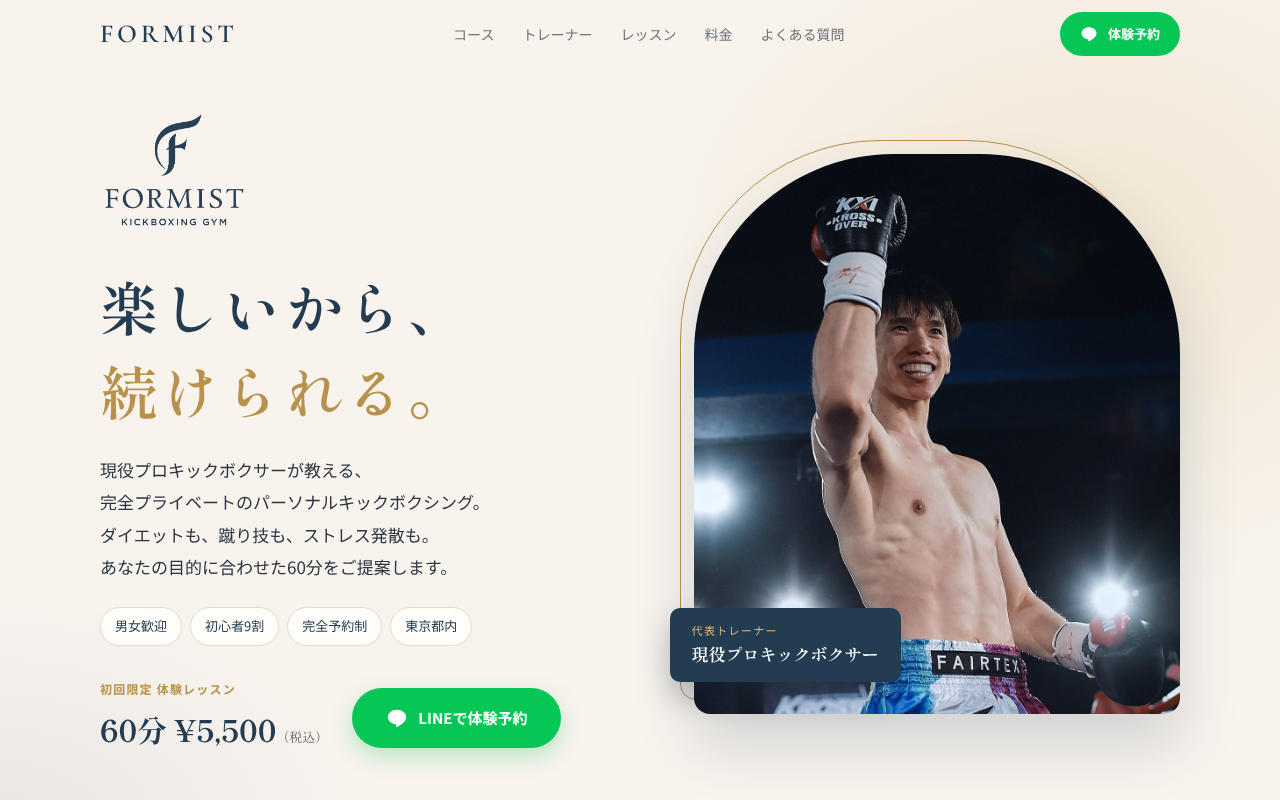 FORMIST
コース
トレーナー
レッスン
料金
よくある質問
体験予約
F
FORMIST
KICKBOXING GYM
楽しいから、
続けられる。
現役プロキックボクサーが教える、
完全プライベートのパーソナルキックボクシング。
ダイエットも、蹴り技も、ストレス発散も。
あなたの目的に合わせた60分をご提案します。
男女歓迎
初心者9割
完全予約制
東京都内
初回限定 体験レッスン
60分 ¥5,500（税込）
LINEで体験予約
KXI
KROSS
OVER
代表トレーナー
現役プロキックボクサー
FAIRTEX